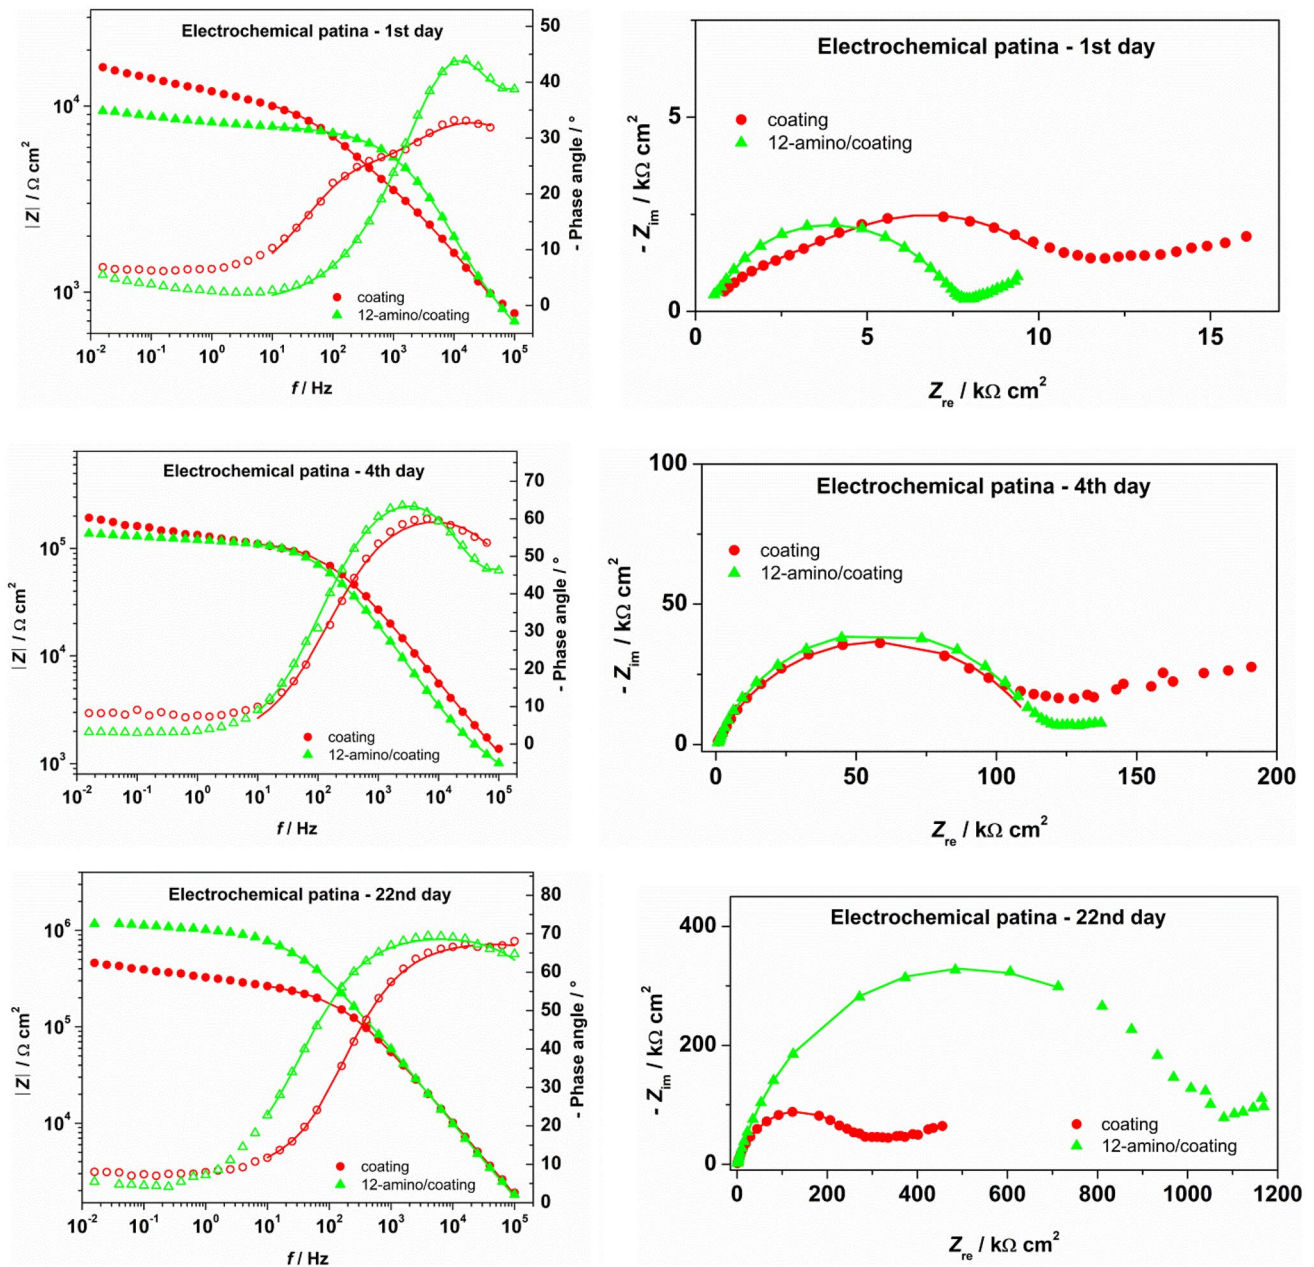 Electrochemical patina - 1st day
|Z| / Ω cm²
10⁴
10³
50
40
30
20
10
0
- Phase angle / °
coating
12-amino/coating
10⁻² 10⁻¹ 10⁰ 10¹ 10² 10³ 10⁴ 10⁵
f / Hz
Electrochemical patina - 1st day
- Z_im / kΩ cm²
5
0
coating
12-amino/coating
0 5 10 15
Z_re / kΩ cm²
Electrochemical patina - 4th day
|Z| / Ω cm²
10⁵
10⁴
10³
70
60
50
40
30
20
10
0
- Phase angle / °
coating
12-amino/coating
10⁻² 10⁻¹ 10⁰ 10¹ 10² 10³ 10⁴ 10⁵
f / Hz
Electrochemical patina - 4th day
- Z_im / kΩ cm²
100
50
0
coating
12-amino/coating
0 50 100 150 200
Z_re / kΩ cm²
Electrochemical patina - 22nd day
|Z| / Ω cm²
10⁶
10⁵
10⁴
80
70
60
50
40
30
20
10
0
- Phase angle / °
coating
12-amino/coating
10⁻² 10⁻¹ 10⁰ 10¹ 10² 10³ 10⁴ 10⁵
f / Hz
Electrochemical patina - 22nd day
- Z_im / kΩ cm²
400
200
0
coating
12-amino/coating
0 200 400 600 800 1000 1200
Z_re / kΩ cm²